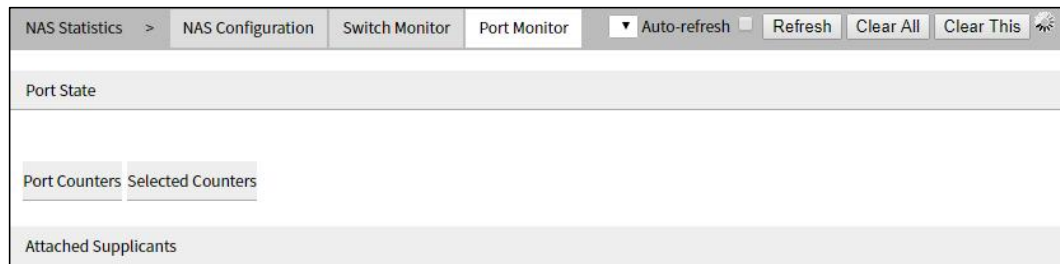 NAS Statistics > NAS Configuration Switch Monitor Port Monitor Auto-refresh Refresh Clear All Clear This
Port State
Port Counters Selected Counters
Attached Supplicants